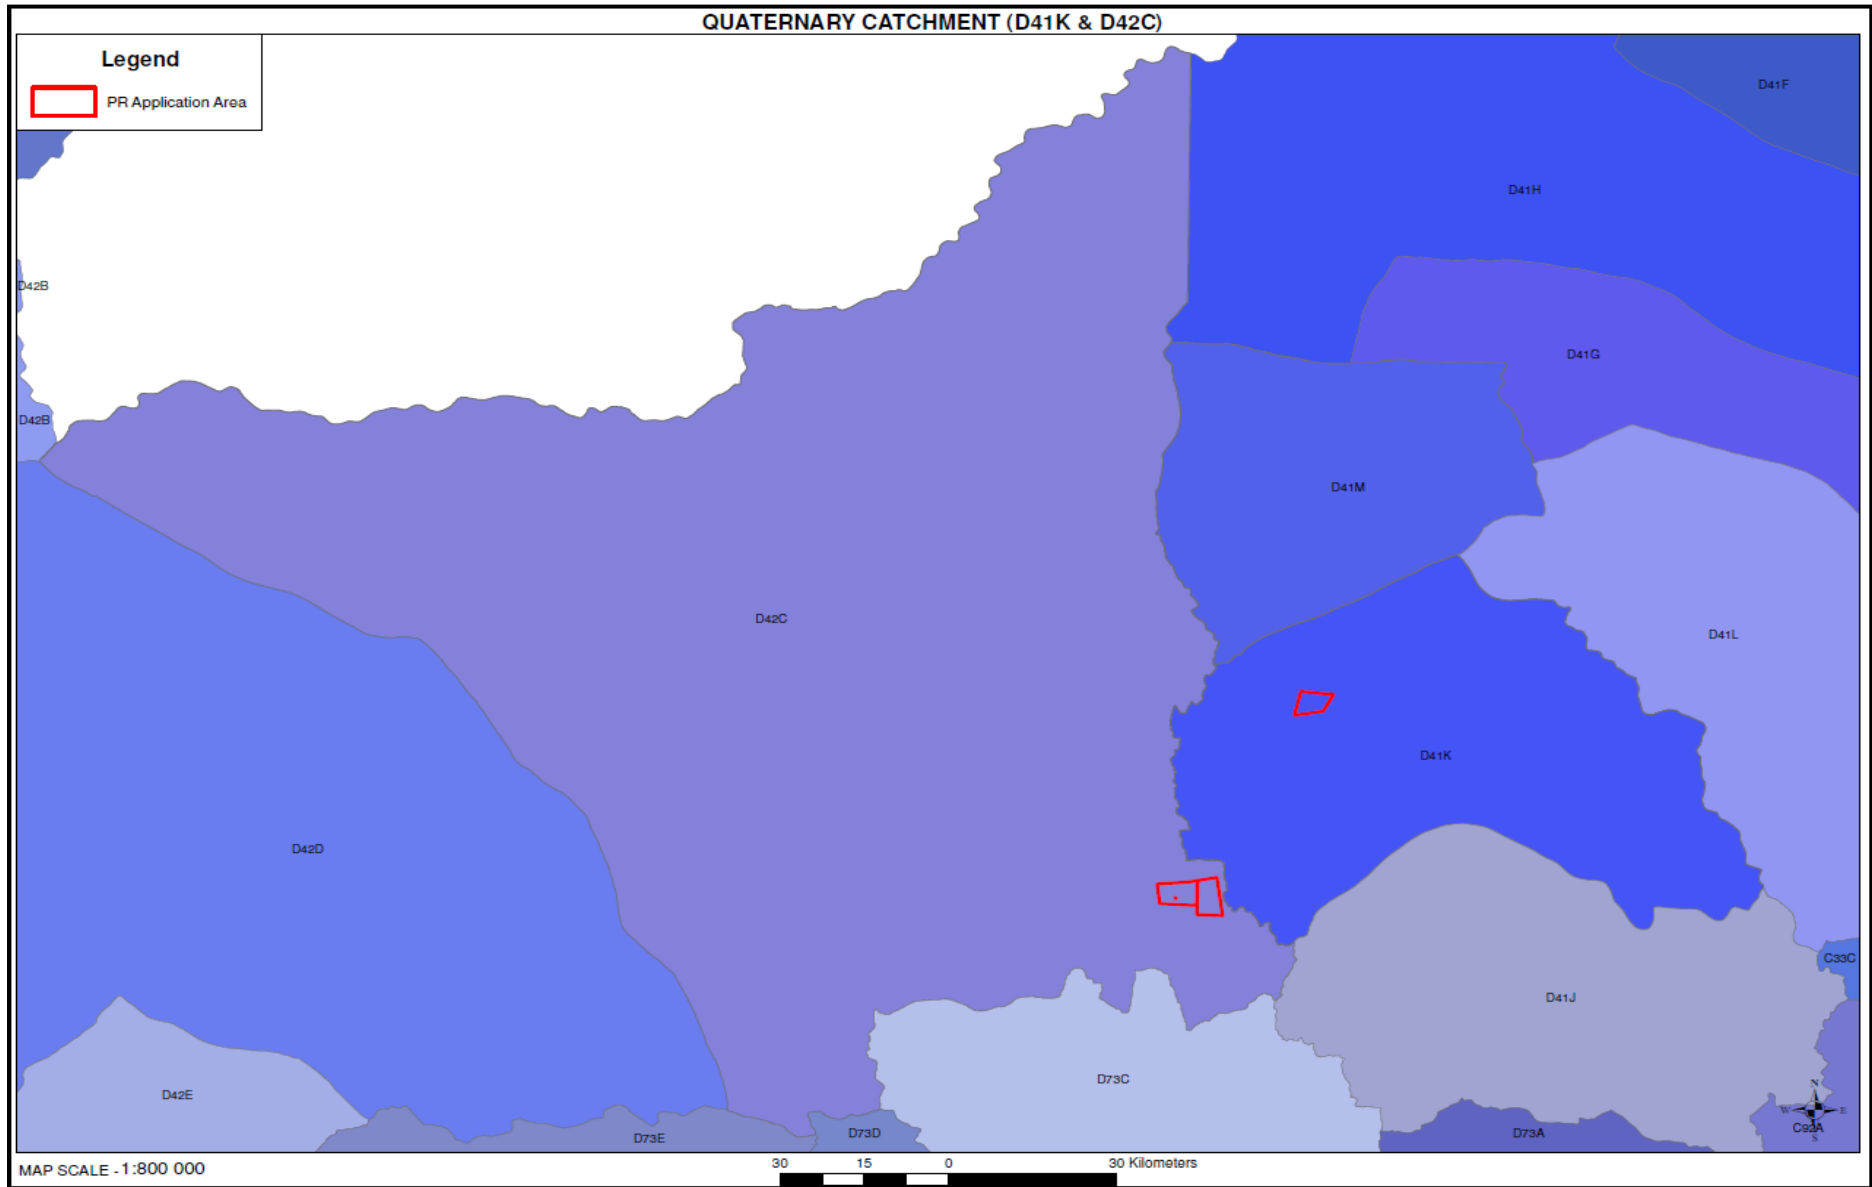 QUATERNARY CATCHMENT (D41K & D42C)
Legend
PR Application Area
D41F
D41H
D42B
D41G
D42B
D41M
D42C
D41L
D41K
D42D
C33C
D41J
D73C
D42E
N
W E
S
C92A
D73E
D73D
D73A
MAP SCALE - 1:800 000
30 15 0 30 Kilometers